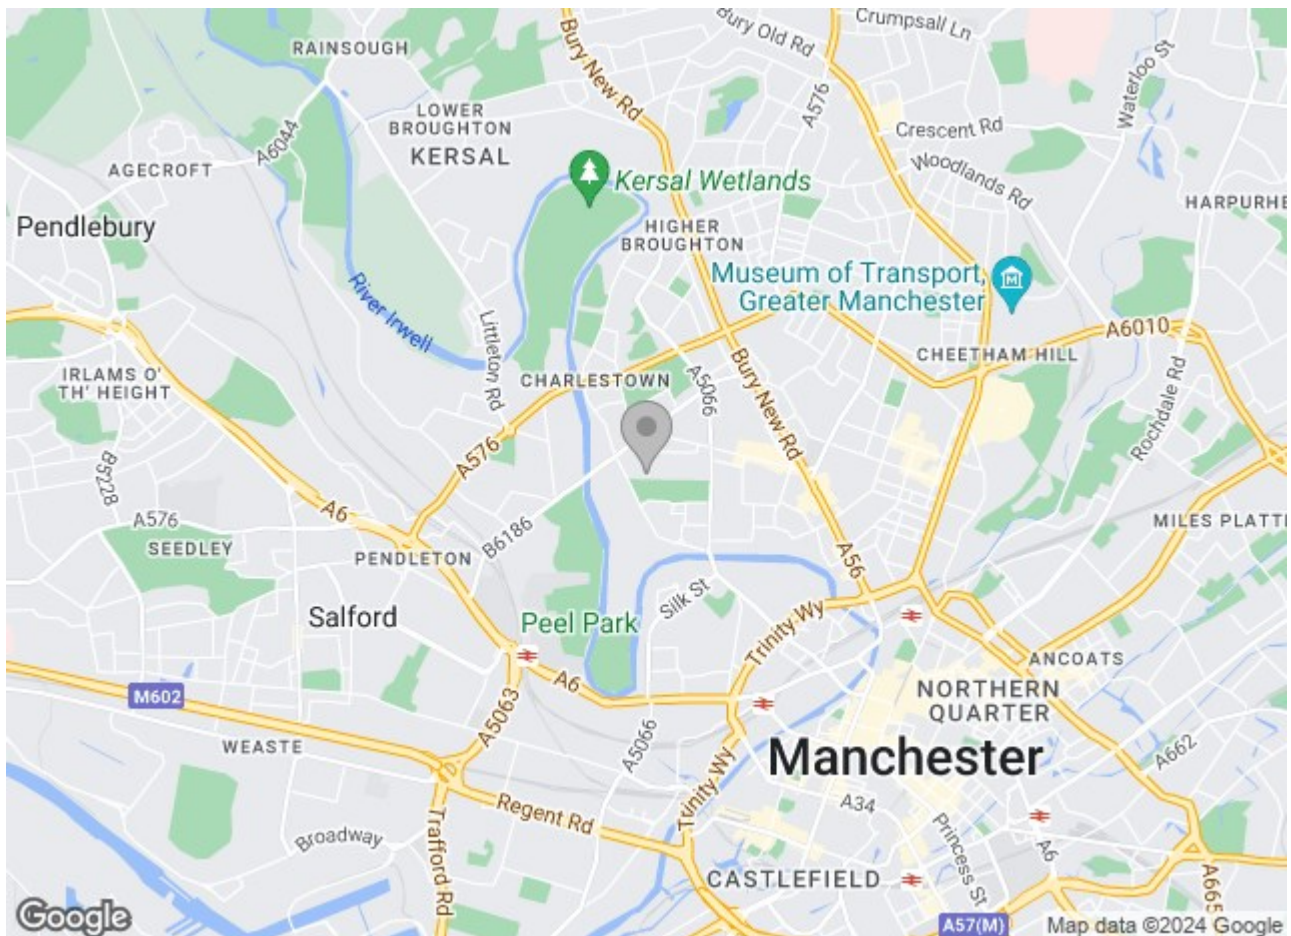 RAINSOUGH
Bury New Rd
Bury Old Rd
Crumpsall Ln
A576
Waterloo St
LOWER
BROUGHTON
KERSAL
A6044
AGECROFT
Crescent Rd
Woodlands Rd
Kersal Wetlands
HARPURHE
Pendlebury
HIGHER
BROUGHTON
Museum of Transport,
Greater Manchester
River Irwell
Littleton Rd
A6010
CHEETHAM HILL
IRLAMS O'
TH' HEIGHT
CHARLESTOWN
A5066
Bury New Rd
Rochdale Rd
A576
B5228
A6
A576
SEEDLEY
B6186
MILES PLATTI
PENDLETON
A56
Silk St
Salford
Peel Park
Trinity Wy
ANCOATS
A6
M602
NORTHERN
QUARTER
A5063
WEASTE
A5066
A662
Manchester
Trinity Wy
Regent Rd
A34
Trafford Rd
Broadway
Princess St
A6
CASTLEFIELD
A665
Google
A57(M)
Map data ©2024 Google